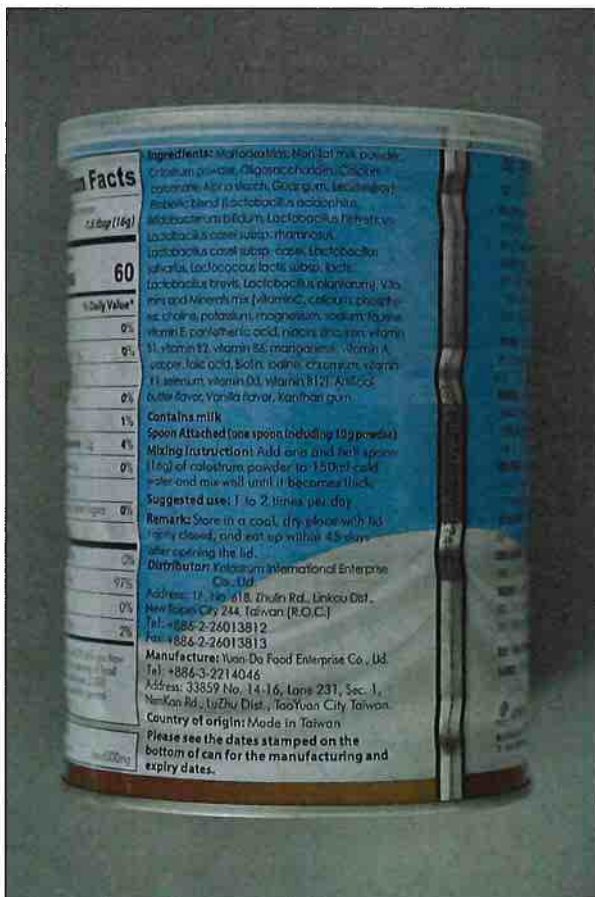 n Facts
1.5 tbsp (16g)
60
% Daily Value*
0%
0%
0%
1%
4%
0%
0%
0%
97%
0%
2%
Ingredients: Maltodextrins, Non-fat milk powder,
Colostrum powder, Oligosaccharides, Calcium
carbonate, Alpha starch, Guar gum,
Probiotic blend (Lactobacillus acidophilus,
Bifidobacterium bifidum, Lactobacillus helveticus,
Lactobacillus casei subsp. rhamnosus,
Lactobacillus casei subsp. casei, Lactobacillus
salivarius, Lactococcus lactis subsp. lactis,
Lactobacillus brevis, Lactobacillus plantarum), Vita-
mins and Minerals mix (vitaminC, calcium, phospho-
rus, choline, potassium, magnesium, sodium, taurine,
vitamin E, pantothenic acid, niacin, zinc, iron, vitamin
B1, vitamin B2, vitamin B6, manganese, vitamin A,
copper, folic acid, Biotin, iodine, chromium, vitamin
selenium, vitamin D3, vitamin B12), Artificial
butter flavor, Vanilla flavor, Xanthan gum
Contains milk
Spoon Attached (one spoon including 10g powder)
Mixing Instruction: Add one and half spoons
(16g) of colostrum powder to 150ml cold
water and mix well until it becomes thick.
Suggested use: 1 to 2 times per day
Remark: Store in a cool, dry place with lid
tightly closed, and eat up within 45 days
after opening the lid.
Distributor: International Enterprise
Co., Ltd.
Address: 1F., No. 618, Zhulin Rd., Linkou Dist.,
New Taipei City 244, Taiwan (R.O.C.)
Tel: +886-2-26013812
Fax: +886-2-26013813
Manufacture: Yuan-Da Food Enterprise Co., Ltd.
Tel: +886-3-2214046
Address: 33859 No. 14-16, Lane 231, Sec. 1,
NanKan Rd., LuZhu Dist., TaoYuan City Taiwan.
Country of origin: Made in Taiwan
Please see the dates stamped on the
bottom of can for the manufacturing and
expiry dates.